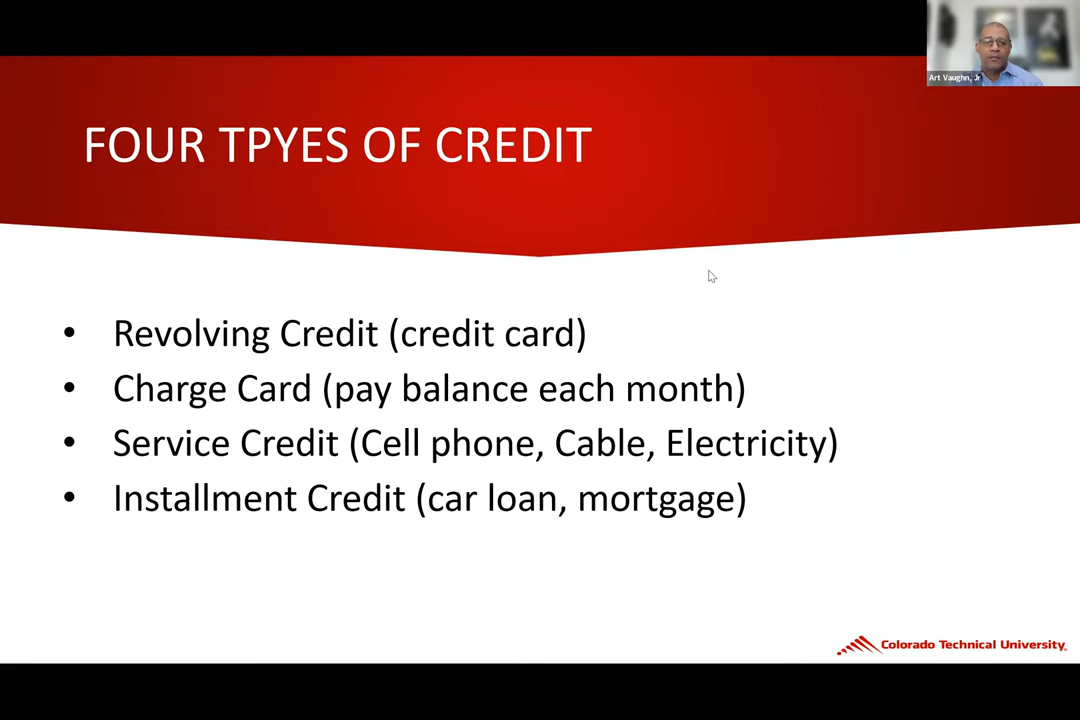 Art Vaughn, Jr
FOUR TPYES OF CREDIT
• Revolving Credit (credit card)
• Charge Card (pay balance each month)
• Service Credit (Cell phone, Cable, Electricity)
• Installment Credit (car loan, mortgage)
Colorado Technical University